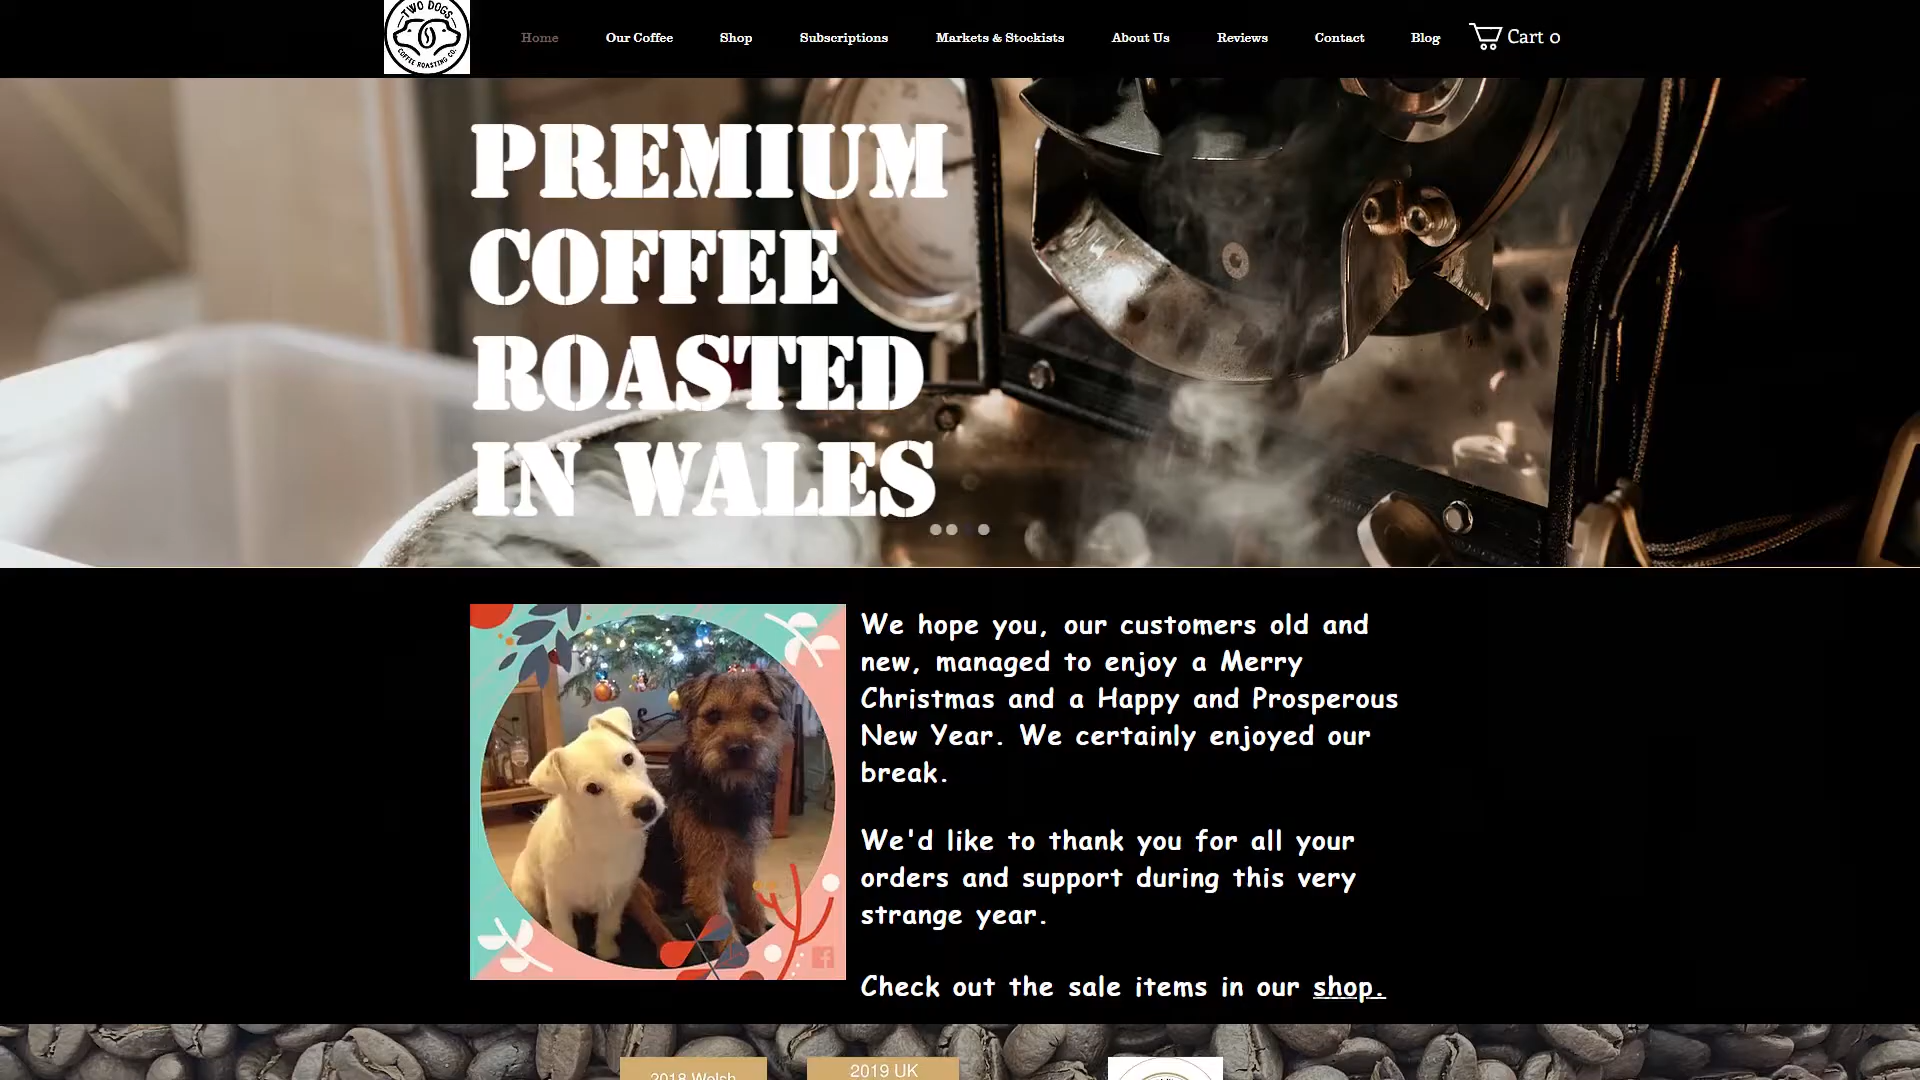 TWO DOGS
COFFEE ROASTING CO.
Home
Our Coffee
Shop
Subscriptions
Markets & Stockists
About Us
Reviews
Contact
Blog
Cart 0
PREMIUM
COFFEE
ROASTED
IN WALES
We hope you, our customers old and
new, managed to enjoy a Merry
Christmas and a Happy and Prosperous
New Year. We certainly enjoyed our
break.
We'd like to thank you for all your
orders and support during this very
strange year.
Check out the sale items in our shop.
2018 Welsh
2019 UK